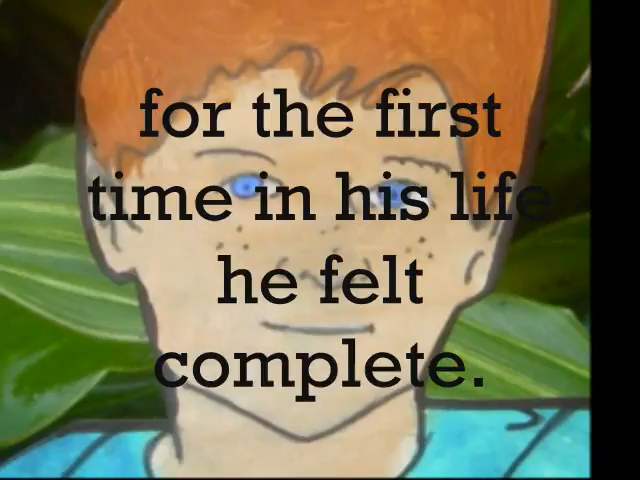 for the first
time in his life
he felt
complete.